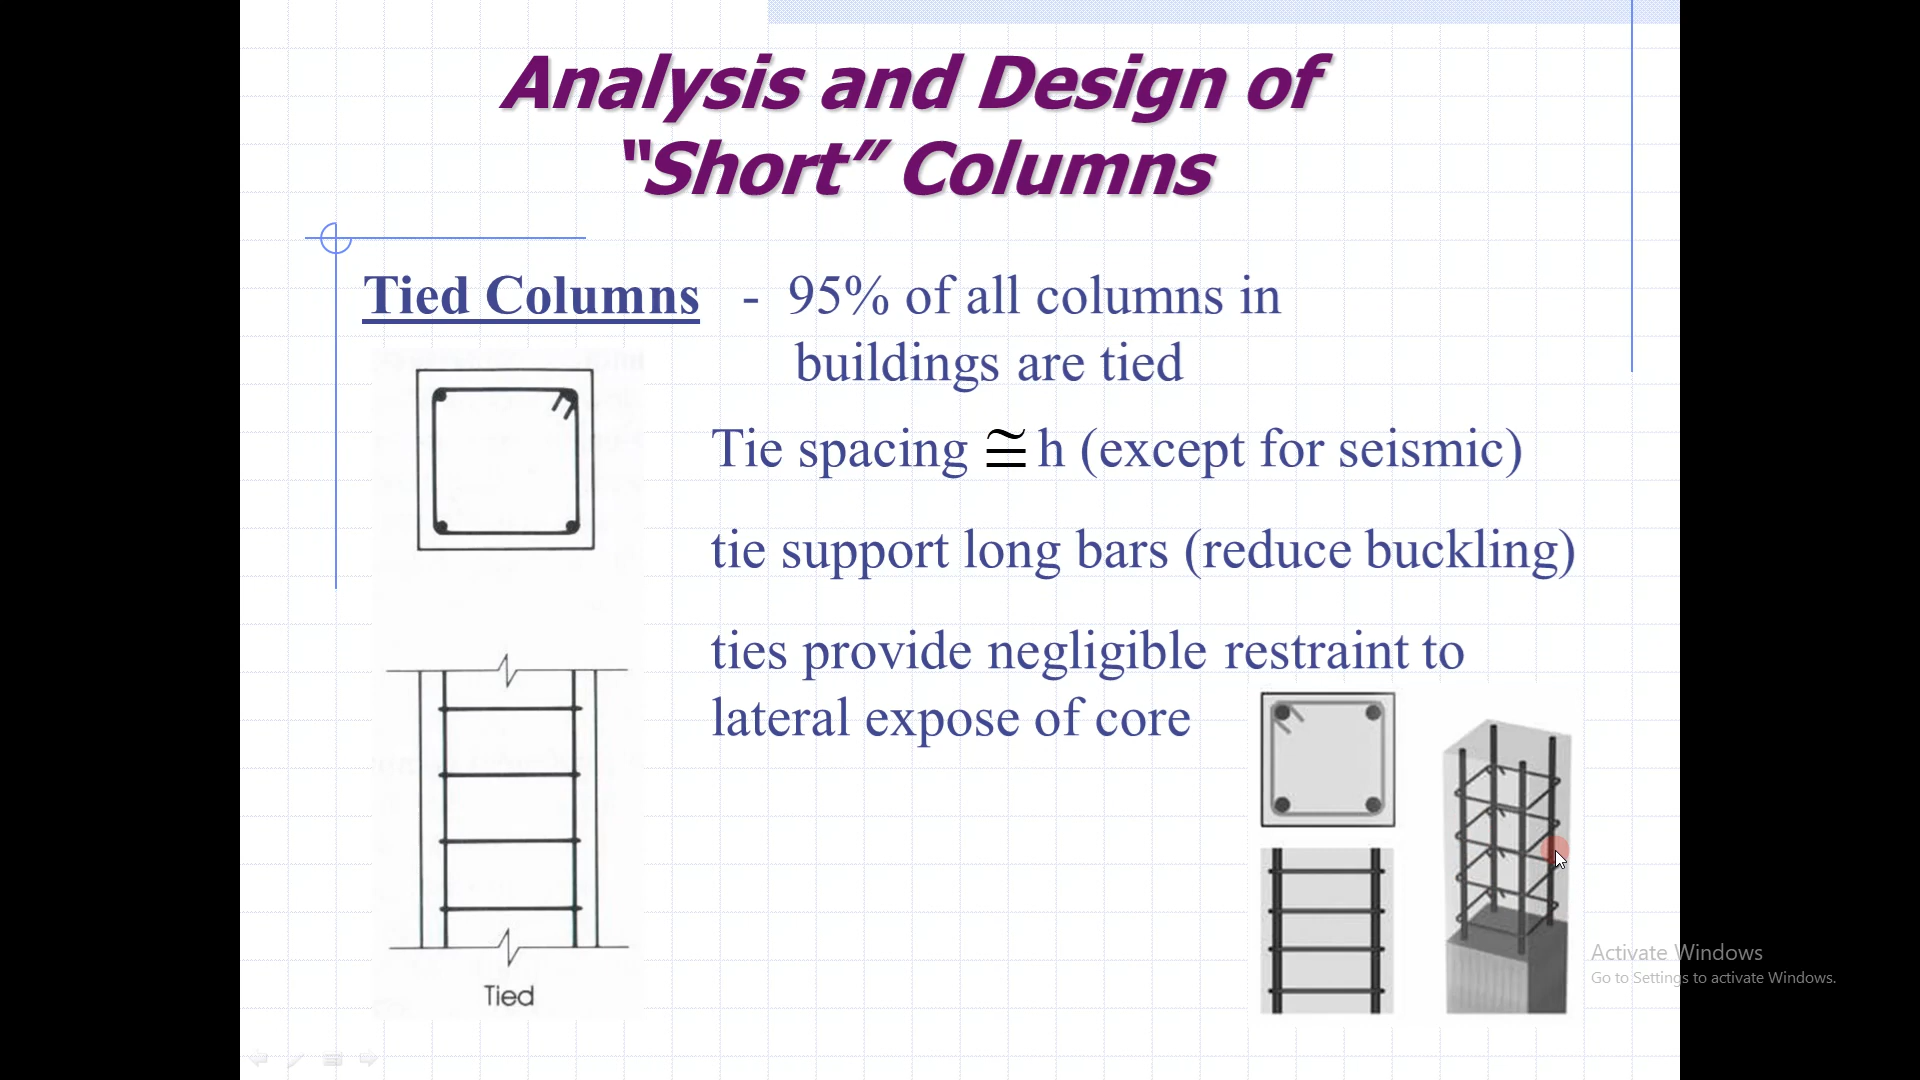 Analysis and Design of
“Short” Columns
Tied Columns - 95% of all columns in
buildings are tied
Tie spacing ≅ h (except for seismic)
tie support long bars (reduce buckling)
ties provide negligible restraint to
lateral expose of core
Tied
Activate Windows
Go to Settings to activate Windows.